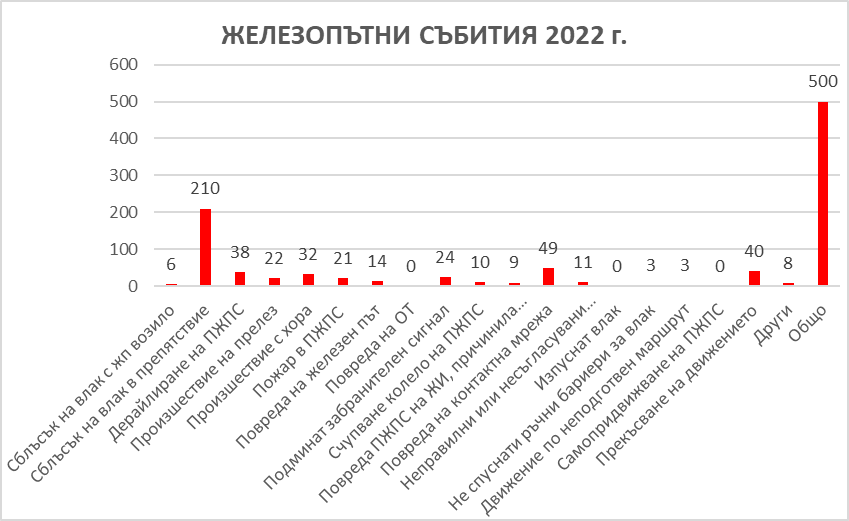 ЖЕЛЕЗОПЪТНИ СЪБИТИЯ 2022 г.
600
500
400
300
200
100
0
6
210
38
22
32
21
14
0
24
10
9
49
11
0
3
3
0
40
8
500
Сблъсък на влак с жп возило
Сблъсък на влак в препятствие
Дерайлиране на ПЖПС
Произшествие на прелез
Произшествие с хора
Пожар в ПЖПС
Повреда на железен път
Повреда на ОТ
Подминат забранителен сигнал
Счупване колело на ПЖПС
Повреда ПЖПС на ЖИ, причинила...
Повреда на контактна мрежа
Неправилни или несъгласувани...
Изпуснат влак
Не спуснати ръчни бариери за влак
Движение по неподготвен маршрут
Самопридвижване на ПЖПС
Прекъсване на движението
Други
Общо